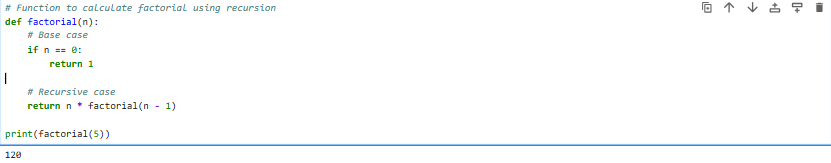 # Function to calculate factorial using recursion
def factorial(n):
    # Base case
    if n == 0:
        return 1

    # Recursive case
    return n * factorial(n - 1)

print(factorial(5))
120